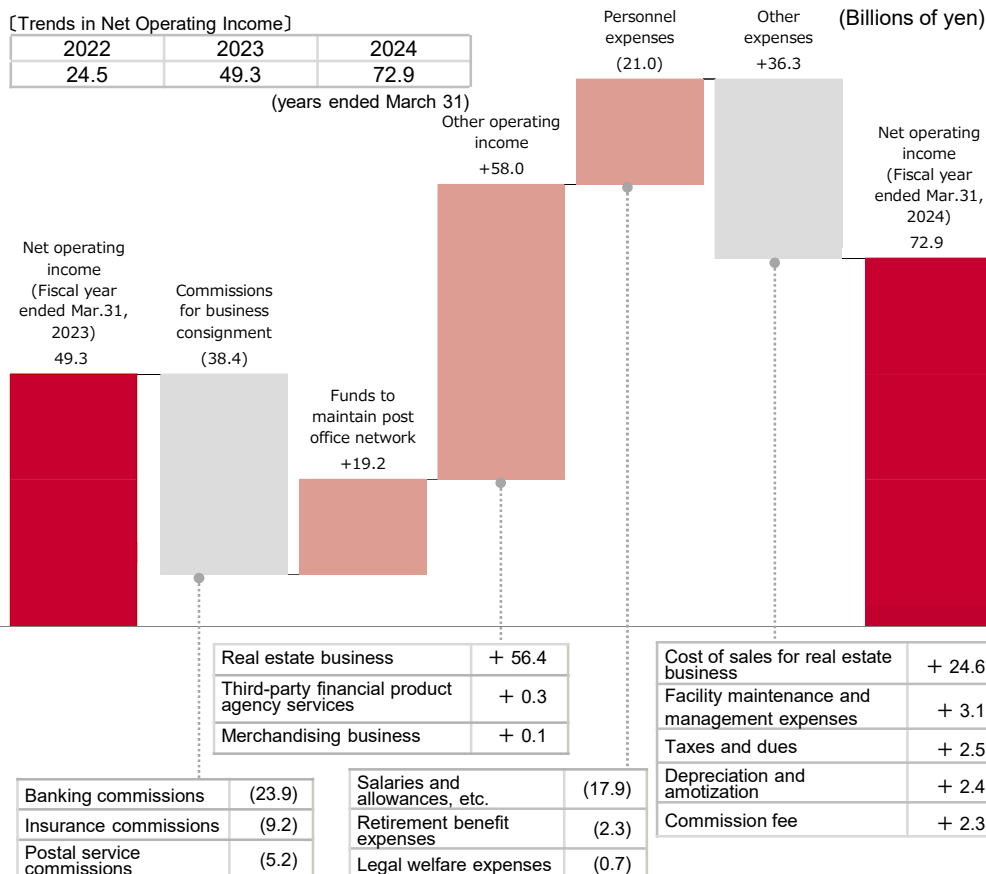 〔Trends in Net Operating Income〕
2022 2023 2024
24.5 49.3 72.9
(years ended March 31)
(Billions of yen)
Net operating
income
(Fiscal year
ended Mar.31,
2023)
49.3
Commissions
for business
consignment
(38.4)
Funds to
maintain post
office network
+19.2
Other operating
income
+58.0
Personnel
expenses
(21.0)
Other
expenses
+36.3
Net operating
income
(Fiscal year
ended Mar.31,
2024)
72.9
Real estate business + 56.4
Third-party financial product
agency services + 0.3
Merchandising business + 0.1
Cost of sales for real estate
business + 24.6
Facility maintenance and
management expenses + 3.1
Taxes and dues + 2.5
Depreciation and
amotization + 2.4
Commission fee + 2.3
Banking commissions (23.9)
Insurance commissions (9.2)
Postal service
commissions (5.2)
Salaries and
allowances, etc. (17.9)
Retirement benefit
expenses (2.3)
Legal welfare expenses (0.7)